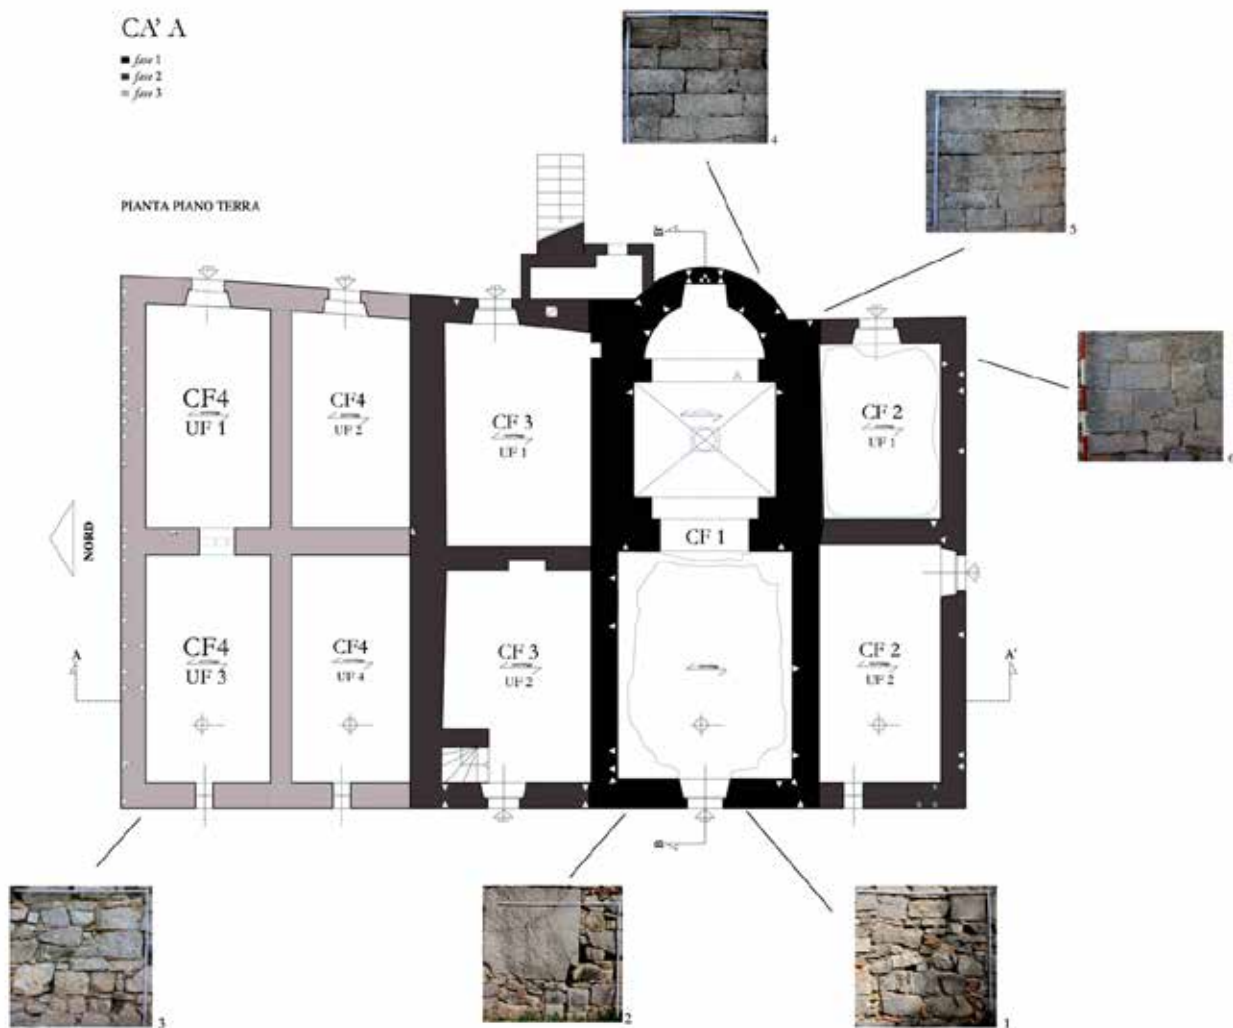 CA' A
fase 1
fase 2
fase 3
PIANTA PIANO TERRA
4
5
6
B'
CF4
UF 1
CF4
UF 2
CF 3
UF 1
CF 2
UF 1
CF 1
NORD
A
CF4
UF 3
CF4
UF 4
CF 3
UF 2
CF 2
UF 2
A'
B
3
2
1